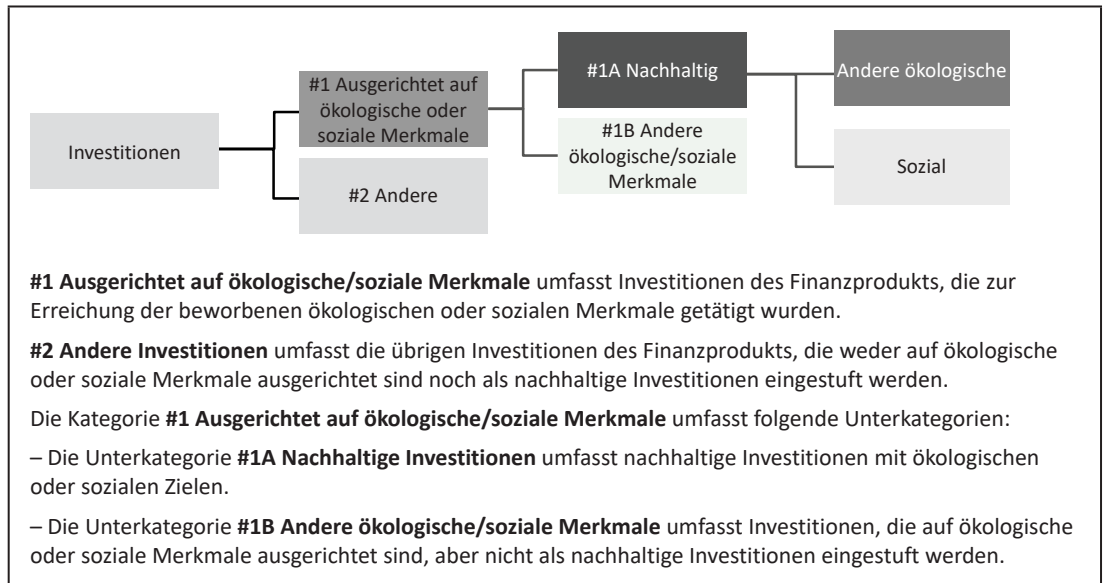 Investitionen
#1 Ausgerichtet auf
ökologische oder
soziale Merkmale
#2 Andere
#1A Nachhaltig
#1B Andere
ökologische/soziale
Merkmale
Andere ökologische
Sozial
#1 Ausgerichtet auf ökologische/soziale Merkmale umfasst Investitionen des Finanzprodukts, die zur
Erreichung der beworbenen ökologischen oder sozialen Merkmale getätigt wurden.
#2 Andere Investitionen umfasst die übrigen Investitionen des Finanzprodukts, die weder auf ökologische
oder soziale Merkmale ausgerichtet sind noch als nachhaltige Investitionen eingestuft werden.
Die Kategorie #1 Ausgerichtet auf ökologische/soziale Merkmale umfasst folgende Unterkategorien:
– Die Unterkategorie #1A Nachhaltige Investitionen umfasst nachhaltige Investitionen mit ökologischen
oder sozialen Zielen.
– Die Unterkategorie #1B Andere ökologische/soziale Merkmale umfasst Investitionen, die auf ökologische
oder soziale Merkmale ausgerichtet sind, aber nicht als nachhaltige Investitionen eingestuft werden.